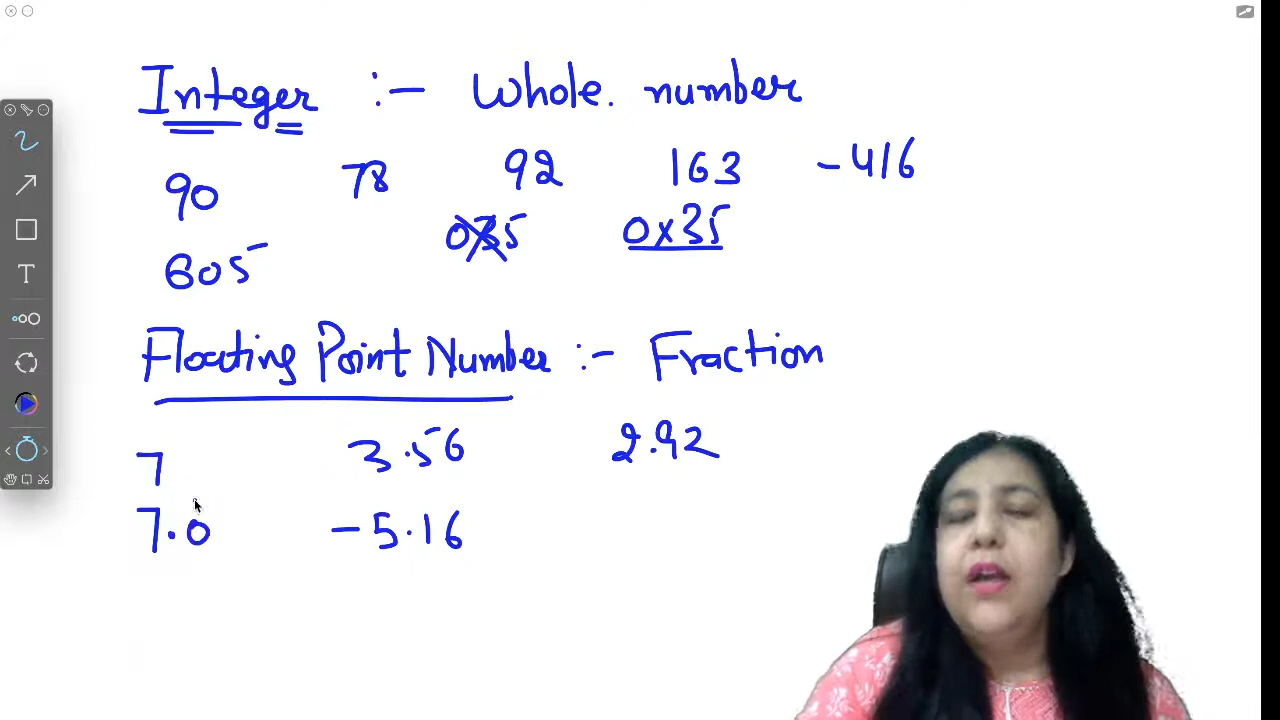 Integer :- Whole. number
90 78 92 163 -416
605 0x35
Floating Point Number :- Fraction
7 3.56 2.92
7.0 -5.16
T